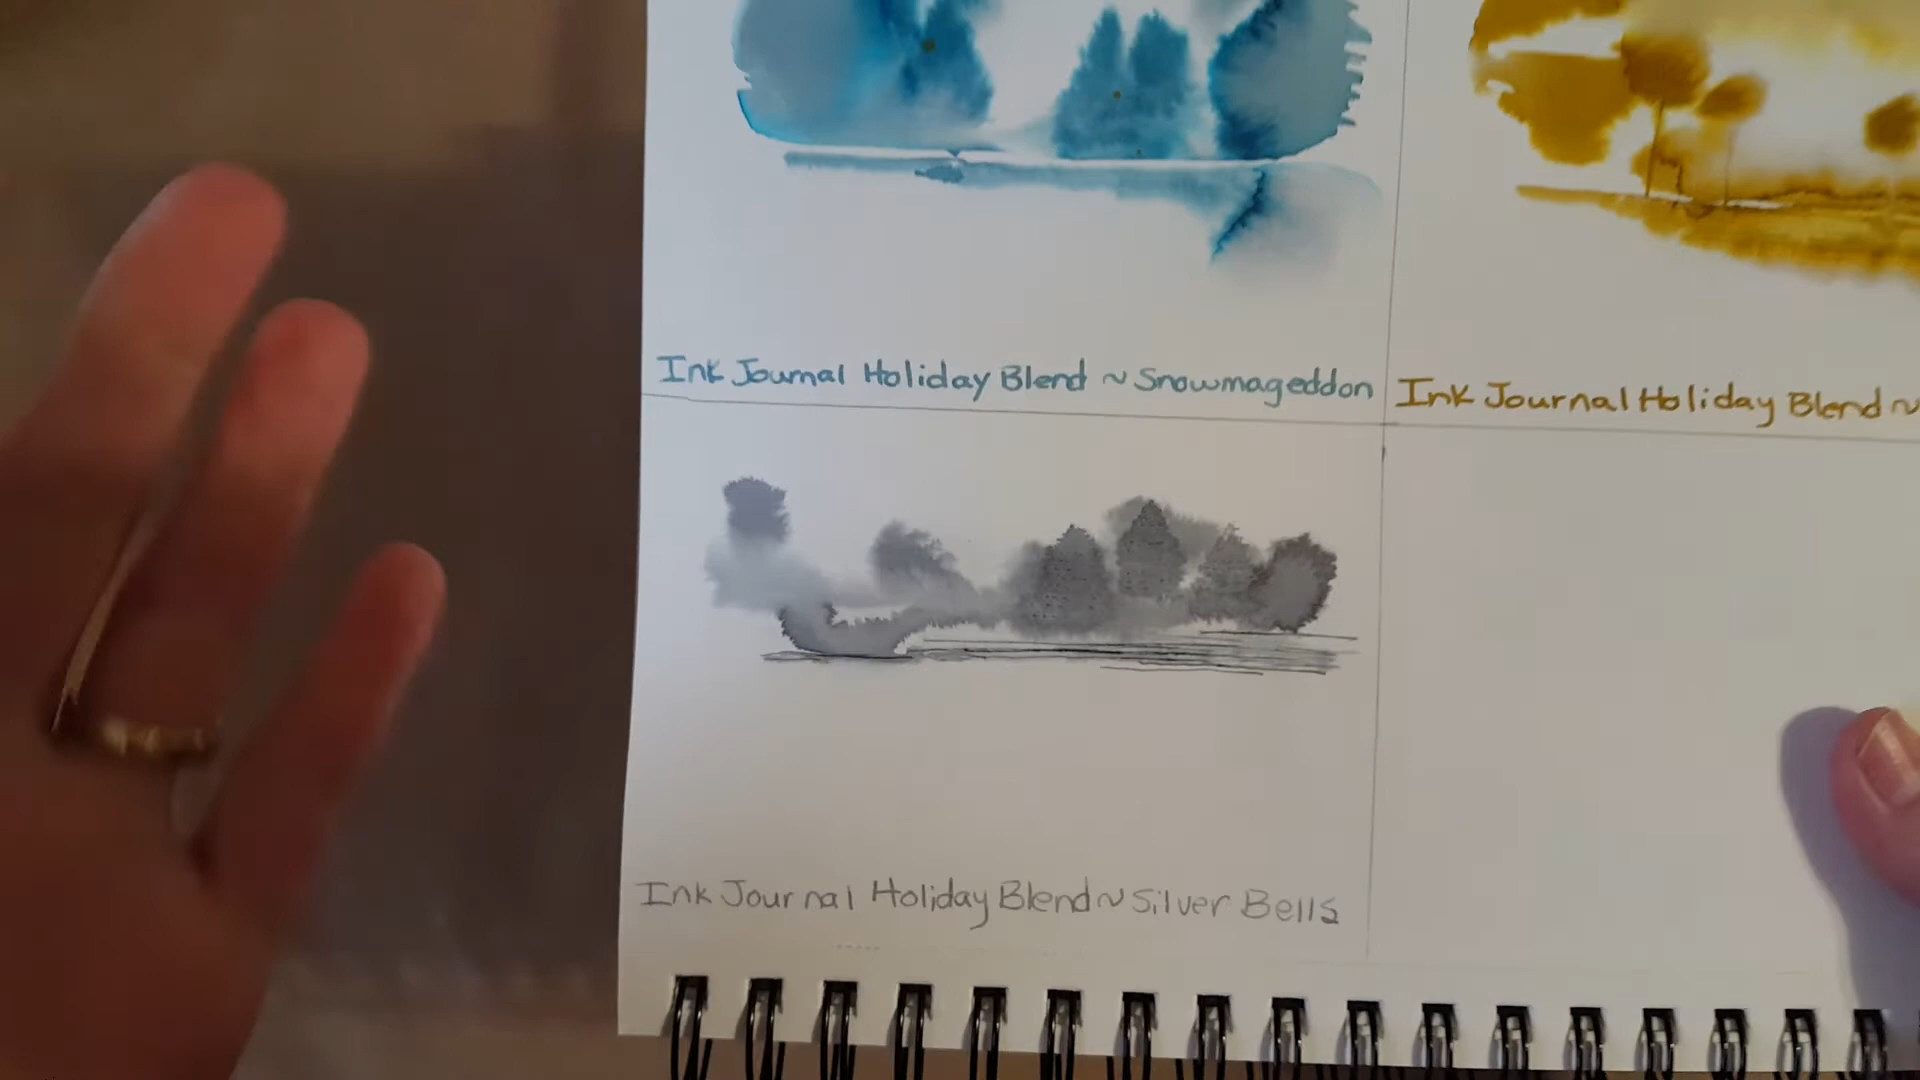 Ink Journal Holiday Blend ~ Snowmageddon
Ink Journal Holiday Blend ~
Ink Journal Holiday Blend ~ Silver Bells